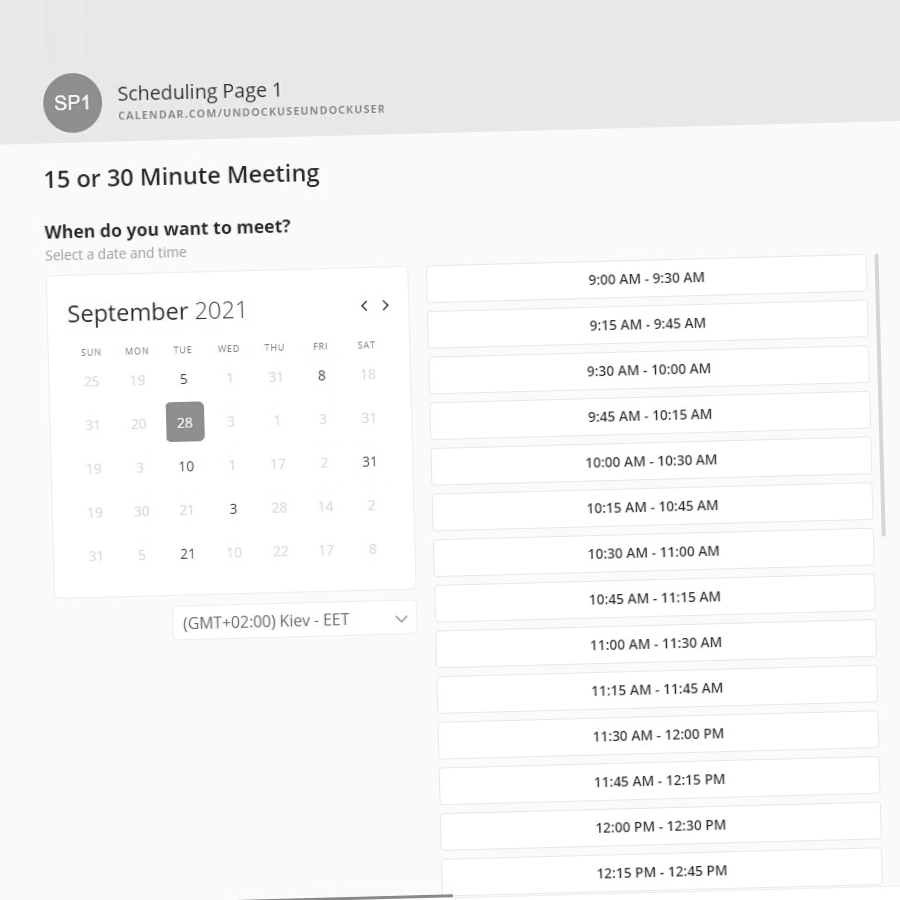 SP1
Scheduling Page 1
CALENDAR.COM/UNDOCKUSEUNDOCKUSER
15 or 30 Minute Meeting
When do you want to meet?
Select a date and time
September 2021
SUN MON TUE WED THU FRI SAT
25 19 5 1 31 8 18
31 20 28 3 1 3 31
19 3 10 1 17 2 31
19 30 21 3 28 14 2
31 5 21 10 22 17 8
(GMT+02:00) Kiev - EET
9:00 AM - 9:30 AM
9:15 AM - 9:45 AM
9:30 AM - 10:00 AM
9:45 AM - 10:15 AM
10:00 AM - 10:30 AM
10:15 AM - 10:45 AM
10:30 AM - 11:00 AM
10:45 AM - 11:15 AM
11:00 AM - 11:30 AM
11:15 AM - 11:45 AM
11:30 AM - 12:00 PM
11:45 AM - 12:15 PM
12:00 PM - 12:30 PM
12:15 PM - 12:45 PM